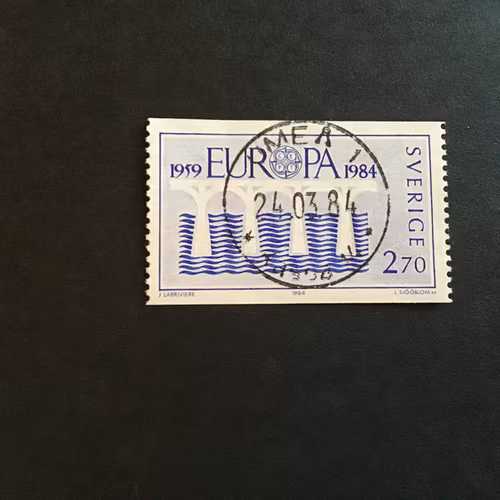 1959 EUROPA 1984
SVERIGE
2 70
24.03.84
J LARRIVIERE
1984
L SJÖÖBLOM sc